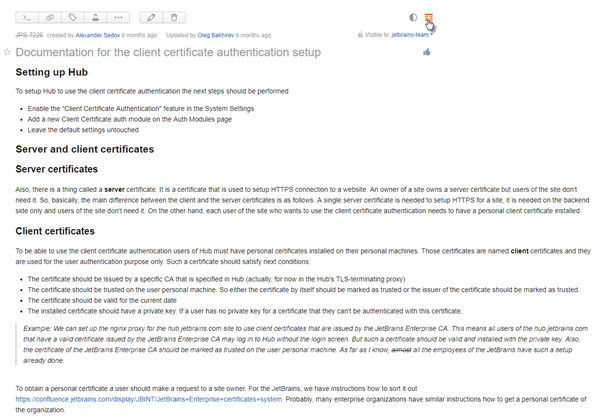 JPS-7226 created by Alexander Sedov 6 months ago Updated by Oleg Bakhirev 6 months ago Visible to: jetbrains-team
Documentation for the client certificate authentication setup
Setting up Hub
To setup Hub to use the client certificate authentication the next steps should be performed
• Enable the "Client Certificate Authentication" feature in the System Settings
• Add a new Client Certificate auth module on the Auth Modules page
• Leave the default settings untouched
Server and client certificates
Server certificates
Also, there is a thing called a server certificate. It is a certificate that is used to setup HTTPS connection to a website. An owner of a site owns a server certificate but users of the site don't
need it. So, basically, the main difference between the client and the server certificates is as follows. A single server certificate is needed to setup HTTPS for a site, it is needed on the backend
side only and users of the site don't need it. On the other hand, each user of the site who wants to use the client certificate authentication needs to have a personal client certificate installed.
Client certificates
To be able to use the client certificate authentication users of Hub must have personal certificates installed on their personal machines. Those certificates are named client certificates and they
are used for the user authentication purpose only. Such a certificate should satisfy next conditions:
• The certificate should be issued by a specific CA that is specified in Hub (actually, for now in the Hub's TLS-terminating proxy)
• The certificate should be trusted on the user personal machine. So either the certificate by itself should be marked as trusted or the issuer of the certificate should be marked as trusted.
• The certificate should be valid for the current date
• The installed certificate should have a private key. If a user has no private key for a certificate that they can't be authenticated with this certificate.
Example: We can set up the nginx proxy for the hub.jetbrains.com site to use client certificates that are issued by the JetBrains Enterprise CA. This means all users of the hub.jetbrains.com
that have a valid certificate issued by the JetBrains Enterprise CA may log in to Hub without the login screen. But such a certificate should be valid and installed with the private key. Also,
the certificate of the JetBrains Enterprise CA should be marked as trusted on the user personal machine. As far as I know, almost all the employees of the JetBrains have such a setup
already done.
To obtain a personal certificate a user should make a request to a site owner. For the JetBrains, we have instructions how to sort it out
https://confluence.jetbrains.com/display/JBINT/JetBrains+Enterprise+certificates+system. Probably, many enterprise organizations have similar instructions how to get a personal certificate of
the organization.